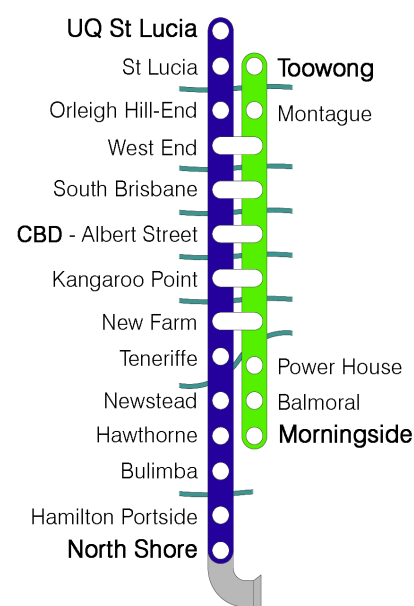 UQ St Lucia
St Lucia
Toowong
Orleigh Hill-End
Montague
West End
South Brisbane
CBD - Albert Street
Kangaroo Point
New Farm
Teneriffe
Power House
Newstead
Balmoral
Hawthorne
Morningside
Bulimba
Hamilton Portside
North Shore